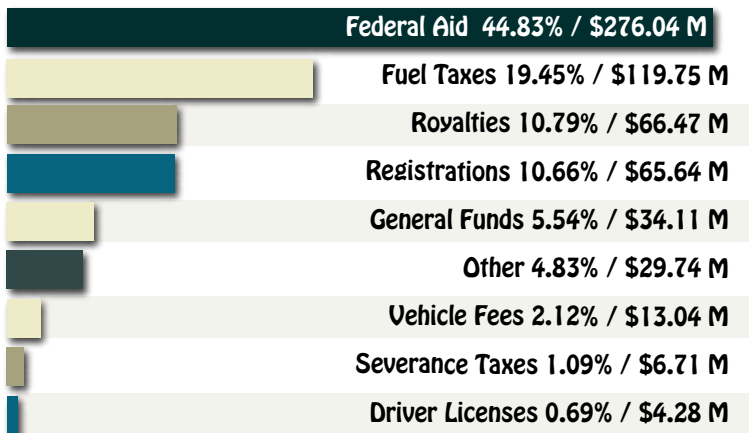 Federal Aid 44.83% / $276.04 M
Fuel Taxes 19.45% / $119.75 M
Royalties 10.79% / $66.47 M
Registrations 10.66% / $65.64 M
General Funds 5.54% / $34.11 M
Other 4.83% / $29.74 M
Vehicle Fees 2.12% / $13.04 M
Severance Taxes 1.09% / $6.71 M
Driver Licenses 0.69% / $4.28 M